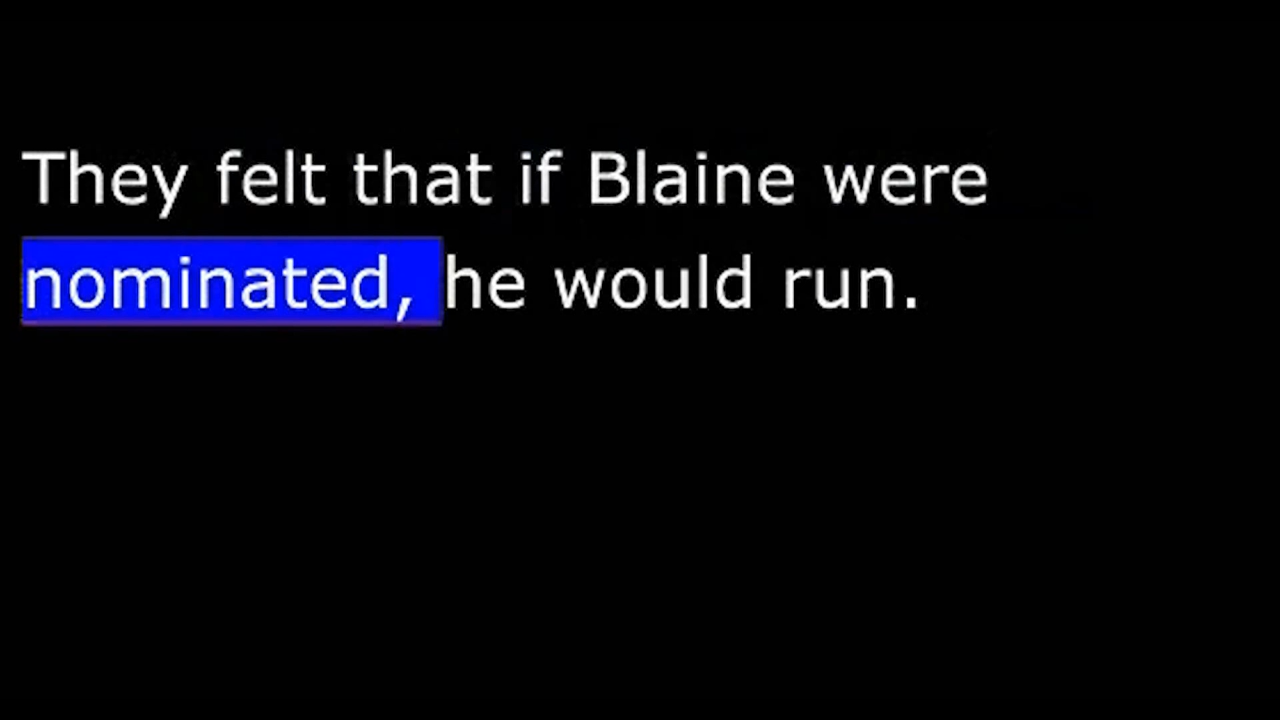 They felt that if Blaine were
nominated, he would run.